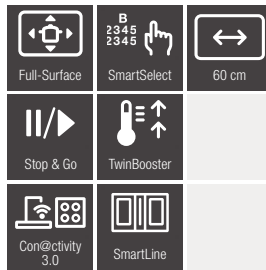 B
2345
2345
Full-Surface
SmartSelect
60 cm
Stop & Go
TwinBooster
Con@ctivity
3.0
SmartLine